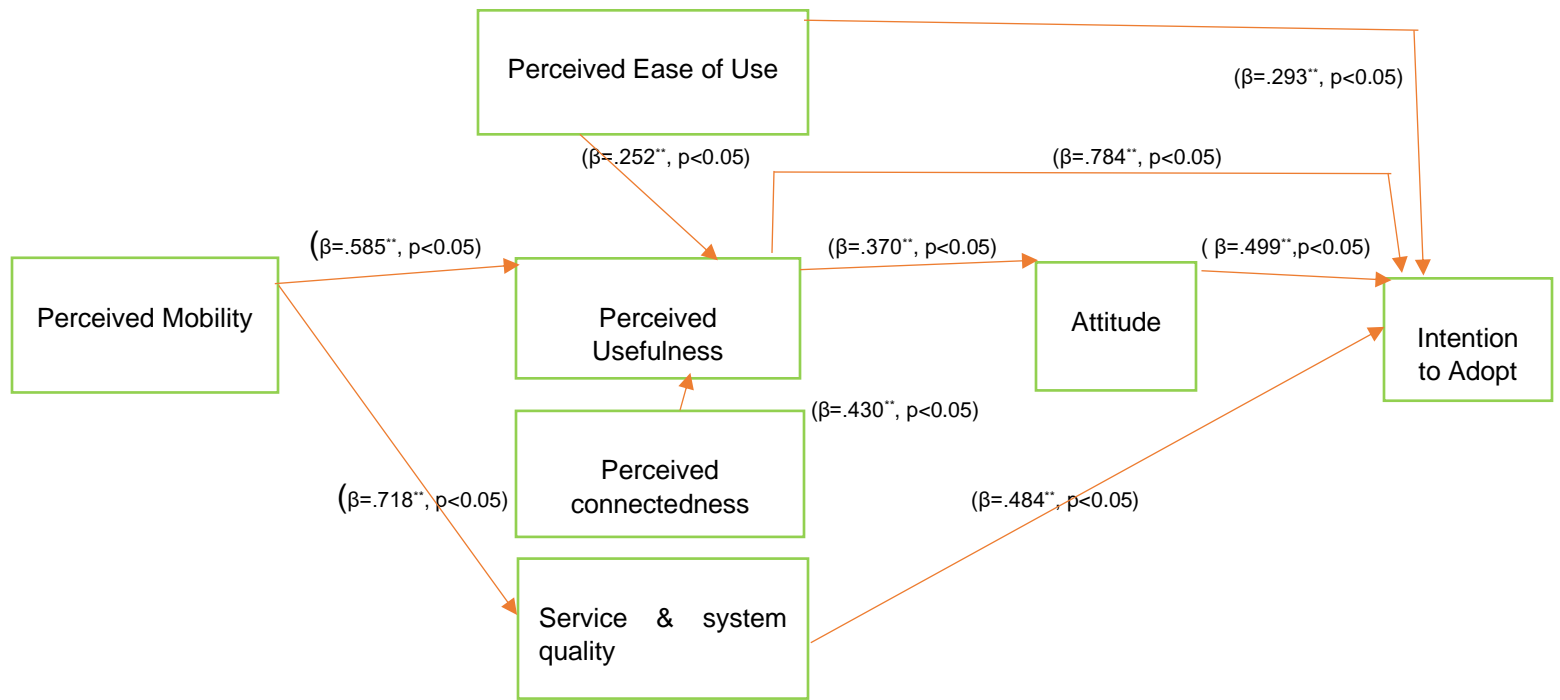 Perceived Ease of Use
(β=.293**, p<0.05)
(β=.252**, p<0.05)
(β=.784**, p<0.05)
(β=.585**, p<0.05)
(β=.370**, p<0.05)
( β=.499**,p<0.05)
Perceived Mobility
Perceived
Usefulness
Attitude
Intention
to Adopt
(β=.430**, p<0.05)
Perceived
connectedness
(β=.718**, p<0.05)
(β=.484**, p<0.05)
Service & system
quality